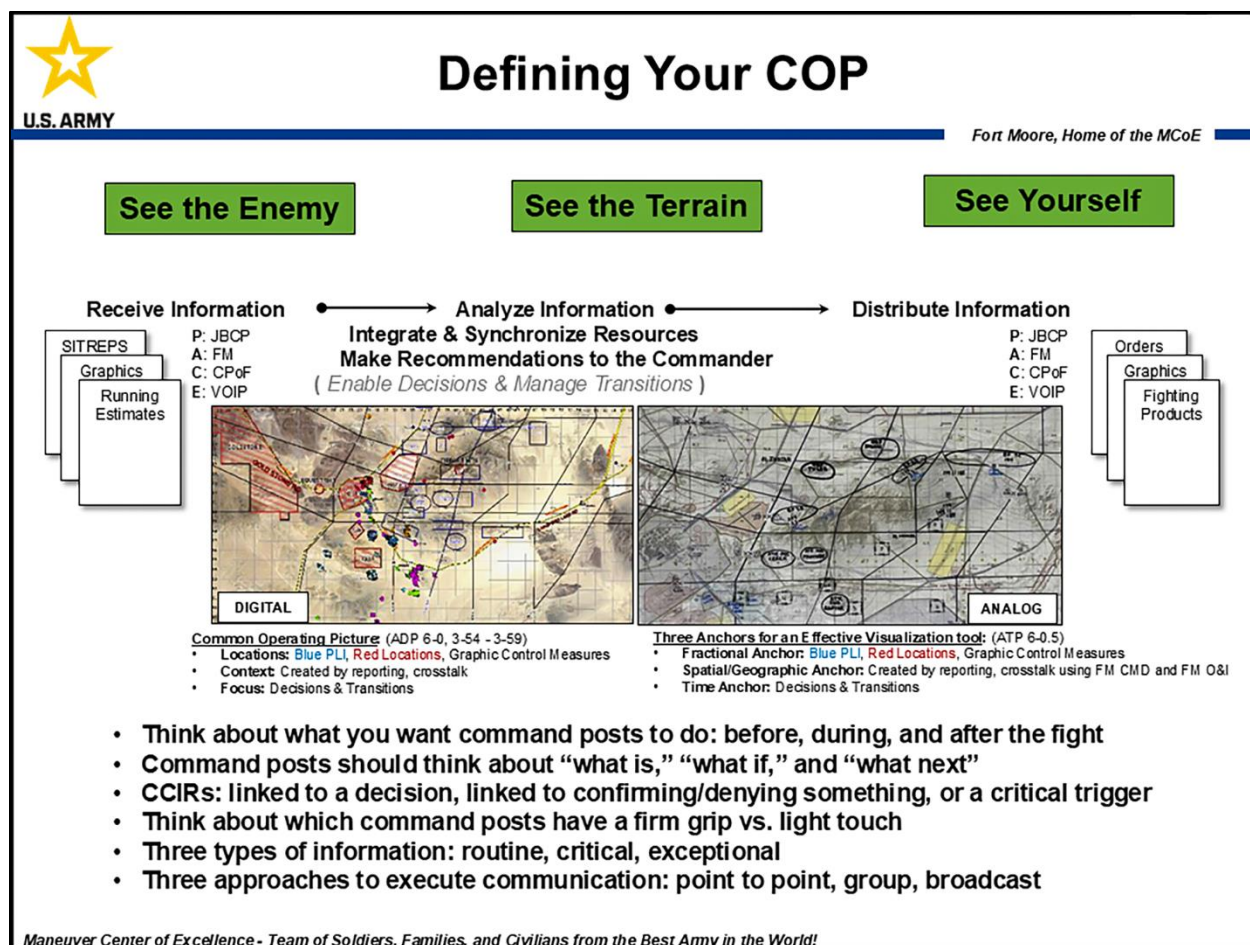 U.S. ARMY
Defining Your COP
Fort Moore, Home of the MCoE
See the Enemy
See the Terrain
See Yourself
Receive Information
Analyze Information
Distribute Information
Integrate & Synchronize Resources
Make Recommendations to the Commander
( Enable Decisions & Manage Transitions )
SITREPS
Graphics
Running
Estimates
P: JBCP
A: FM
C: CPoF
E: VOIP
P: JBCP
A: FM
C: CPoF
E: VOIP
Orders
Graphics
Fighting
Products
DIGITAL
ANALOG
Common Operating Picture: (ADP 6-0, 3-54 - 3-59)
• Locations: Blue PLI, Red Locations, Graphic Control Measures
• Context: Created by reporting, crosstalk
• Focus: Decisions & Transitions
Three Anchors for an Effective Visualization tool: (ATP 6-0.5)
• Fractional Anchor: Blue PLI, Red Locations, Graphic Control Measures
• Spatial/Geographic Anchor: Created by reporting, crosstalk using FM CMD and FM O&I
• Time Anchor: Decisions & Transitions
• Think about what you want command posts to do: before, during, and after the fight
• Command posts should think about “what is,” “what if,” and “what next”
• CCIRs: linked to a decision, linked to confirming/denying something, or a critical trigger
• Think about which command posts have a firm grip vs. light touch
• Three types of information: routine, critical, exceptional
• Three approaches to execute communication: point to point, group, broadcast
Maneuver Center of Excellence - Team of Soldiers, Families, and Civilians from the Best Army in the World!